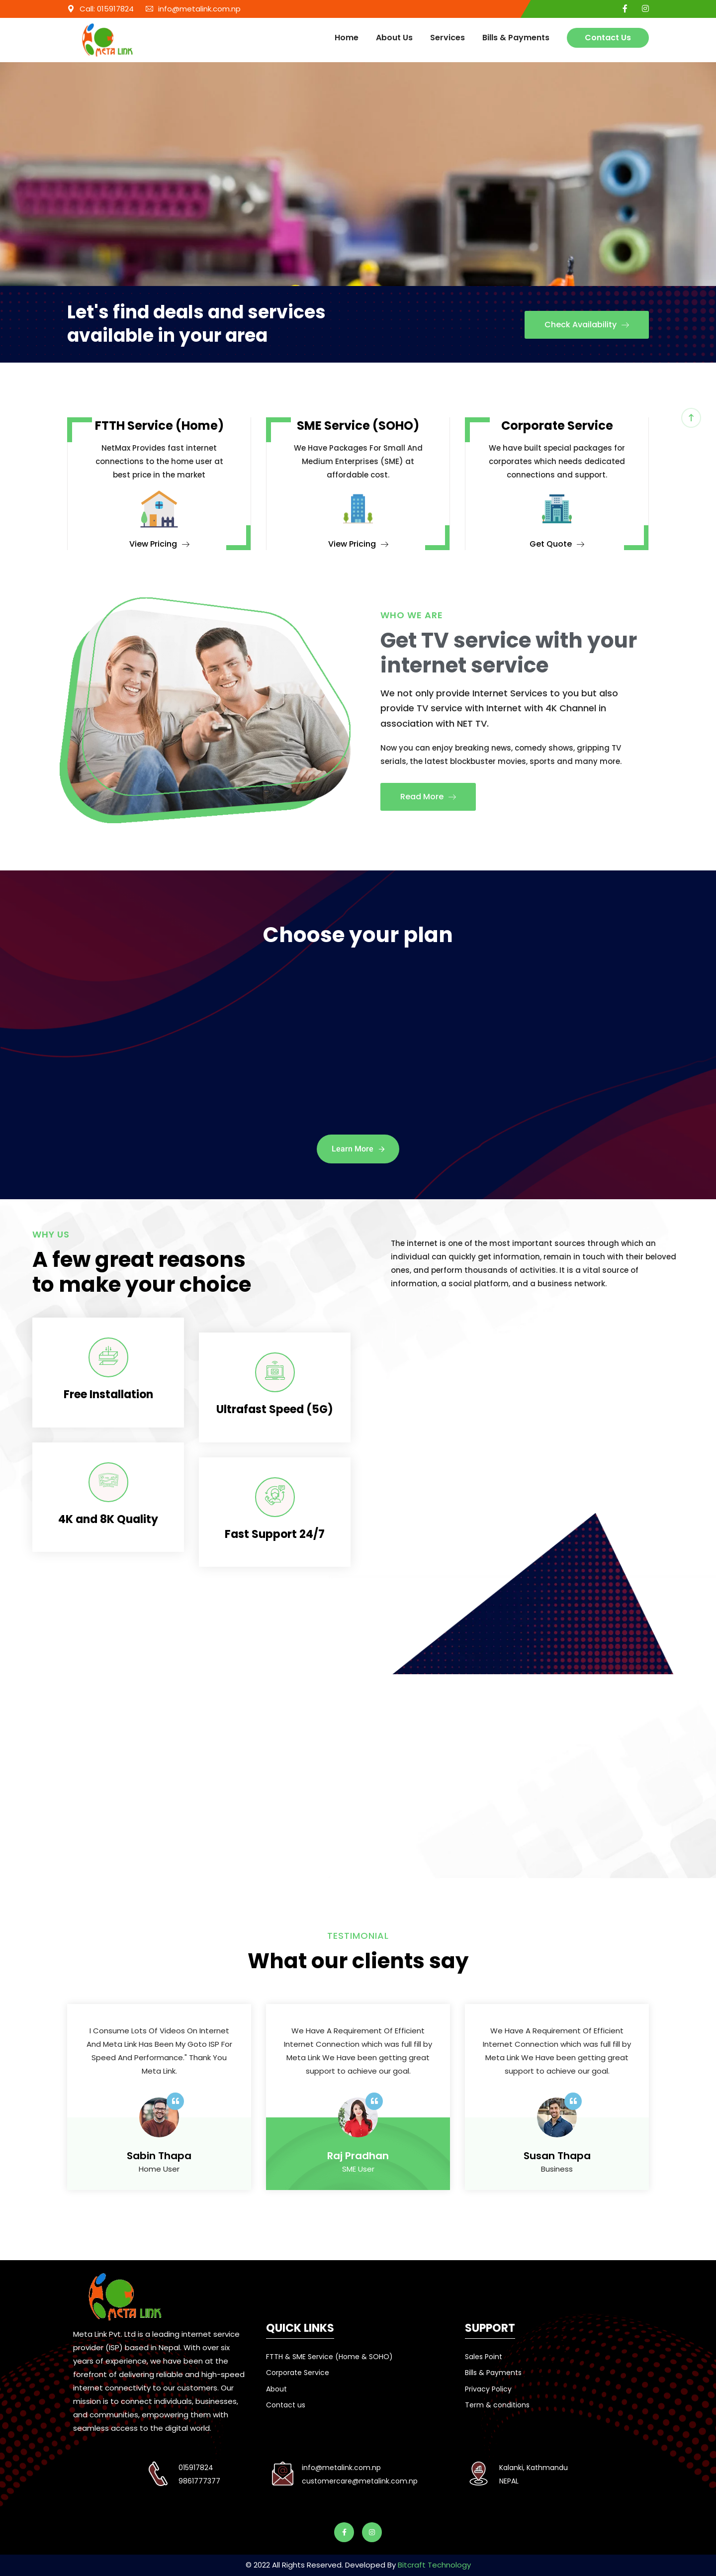 Call: 015917824
info@metalink.com.np
META LINK
Home
About Us
Services
Bills & Payments
Contact Us
Let's find deals and services
available in your area
Check Availability
FTTH Service (Home)
NetMax Provides fast internet
connections to the home user at
best price in the market
View Pricing
SME Service (SOHO)
We Have Packages For Small And
Medium Enterprises (SME) at
affordable cost.
View Pricing
Corporate Service
We have built special packages for
corporates which needs dedicated
connections and support.
Get Quote
WHO WE ARE
Get TV service with your
internet service
We not only provide Internet Services to you but also
provide TV service with Internet with 4K Channel in
association with NET TV.
Now you can enjoy breaking news, comedy shows, gripping TV
serials, the latest blockbuster movies, sports and many more.
Read More
Choose your plan
Learn More
WHY US
A few great reasons
to make your choice
The internet is one of the most important sources through which an
individual can quickly get information, remain in touch with their beloved
ones, and perform thousands of activities. It is a vital source of
information, a social platform, and a business network.
Free Installation
Ultrafast Speed (5G)
4K and 8K Quality
Fast Support 24/7
TESTIMONIAL
What our clients say
I Consume Lots Of Videos On Internet
And Meta Link Has Been My Goto ISP For
Speed And Performance." Thank You
Meta Link.
Sabin Thapa
Home User
We Have A Requirement Of Efficient
Internet Connection which was full fill by
Meta Link We Have been getting great
support to achieve our goal.
Raj Pradhan
SME User
We Have A Requirement Of Efficient
Internet Connection which was full fill by
Meta Link We Have been getting great
support to achieve our goal.
Susan Thapa
Business
META LINK
Meta Link Pvt. Ltd is a leading internet service
provider (ISP) based in Nepal. With over six
years of experience, we have been at the
forefront of delivering reliable and high-speed
internet connectivity to our customers. Our
mission is to connect individuals, businesses,
and communities, empowering them with
seamless access to the digital world.
QUICK LINKS
FTTH & SME Service (Home & SOHO)
Corporate Service
About
Contact us
SUPPORT
Sales Point
Bills & Payments
Privacy Policy
Term & conditions
015917824
9861777377
info@metalink.com.np
customercare@metalink.com.np
Kalanki, Kathmandu
NEPAL
© 2022 All Rights Reserved. Developed By Bitcraft Technology